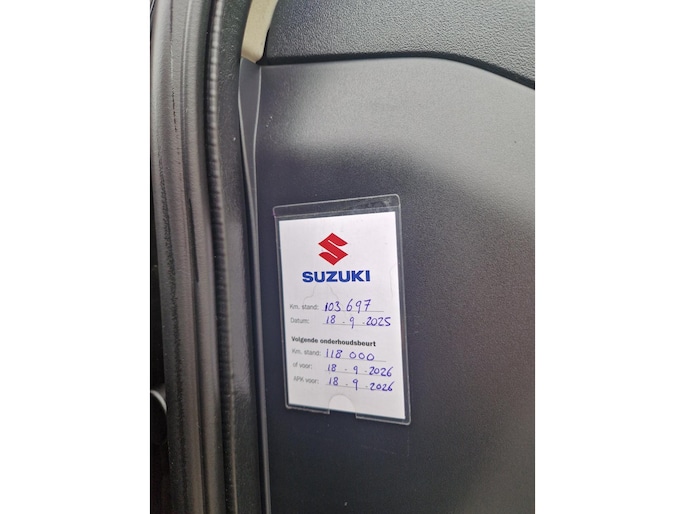 SUZUKI
Km. stand: 103.697
Datum: 18.9.2025
Volgende onderhoudsbeurt
Km. stand: 118 000
of voor: 18.9.2026
APK voor: 18.9.2026